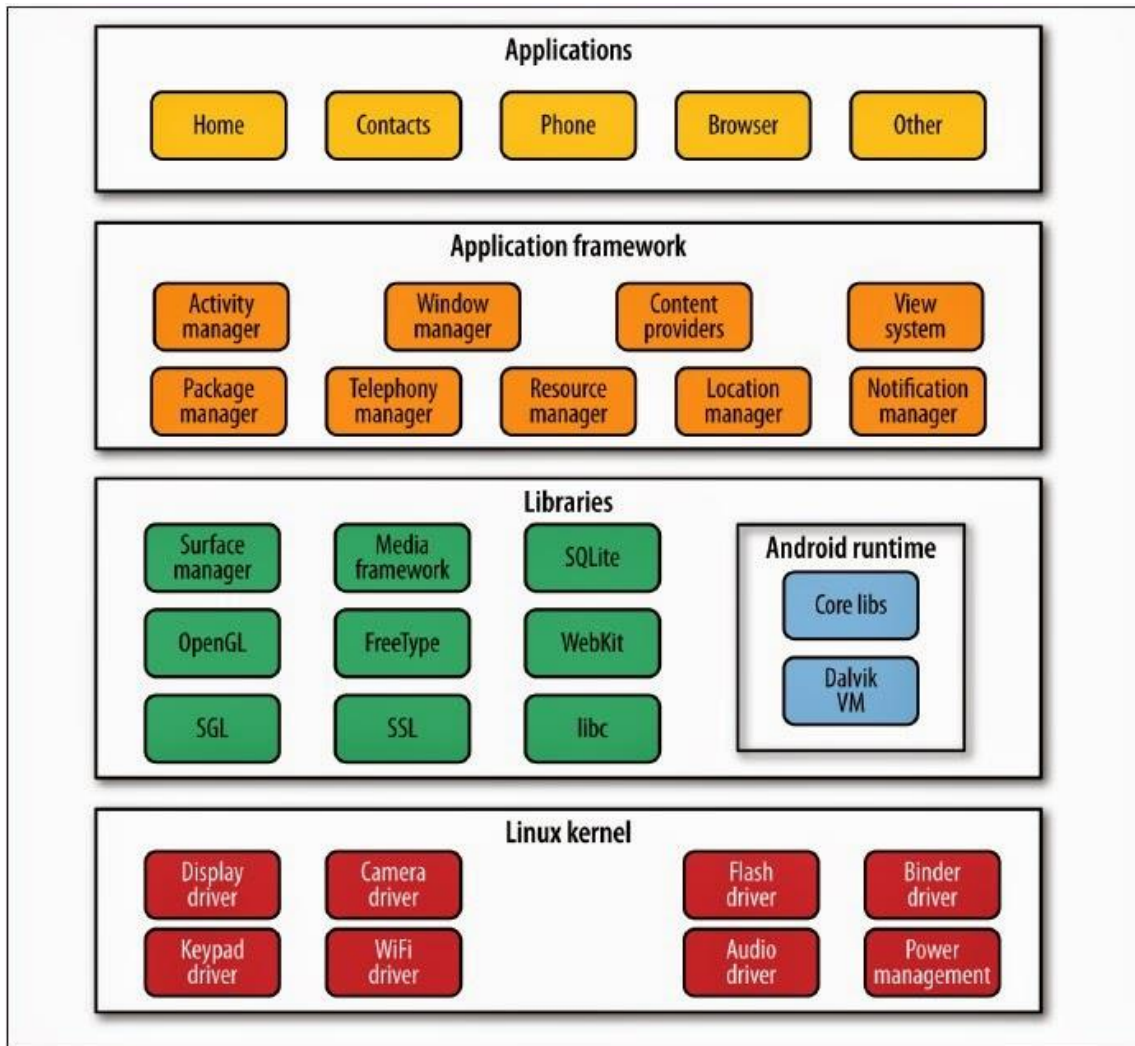 Applications
Home
Contacts
Phone
Browser
Other
Application framework
Activity
manager
Window
manager
Content
providers
View
system
Package
manager
Telephony
manager
Resource
manager
Location
manager
Notification
manager
Libraries
Surface
manager
Media
framework
SQLite
OpenGL
FreeType
WebKit
SGL
SSL
libc
Android runtime
Core libs
Dalvik
VM
Linux kernel
Display
driver
Camera
driver
Flash
driver
Binder
driver
Keypad
driver
WiFi
driver
Audio
driver
Power
management